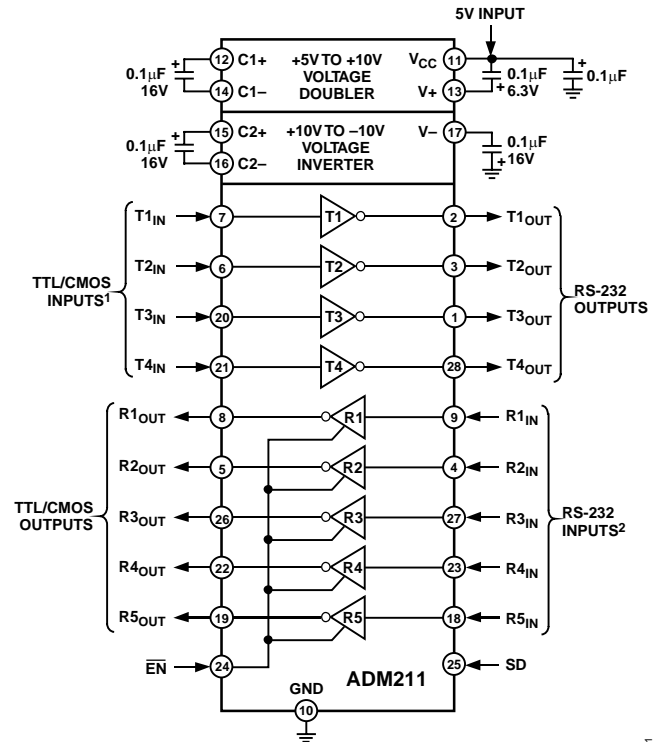 5V INPUT
0.1μF
16V
12 C1+
14 C1–
+5V TO +10V
VOLTAGE
DOUBLER
VCC 11
V+ 13
0.1μF
6.3V
0.1μF
0.1μF
16V
15 C2+
16 C2–
+10V TO –10V
VOLTAGE
INVERTER
V– 17
0.1μF
16V
T1IN 7 T1 2 T1OUT
T2IN 6 T2 3 T2OUT
TTL/CMOS
INPUTS1
RS-232
OUTPUTS
T3IN 20 T3 1 T3OUT
T4IN 21 T4 28 T4OUT
R1OUT 8 R1 9 R1IN
R2OUT 5 R2 4 R2IN
TTL/CMOS
OUTPUTS
R3OUT 26 R3 27 R3IN
RS-232
INPUTS2
R4OUT 22 R4 23 R4IN
R5OUT 19 R5 18 R5IN
EN 24
25 SD
ADM211
GND
10